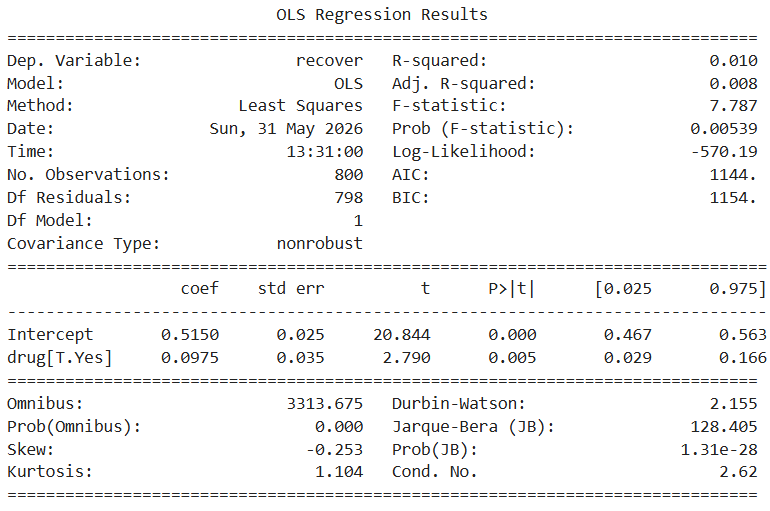 OLS Regression Results
==============================================================================
Dep. Variable:                recover   R-squared:                       0.010
Model:                            OLS   Adj. R-squared:                  0.008
Method:                 Least Squares   F-statistic:                     7.787
Date:                Sun, 31 May 2026   Prob (F-statistic):            0.00539
Time:                        13:31:00   Log-Likelihood:                -570.19
No. Observations:                 800   AIC:                             1144.
Df Residuals:                     798   BIC:                             1154.
Df Model:                           1
Covariance Type:            nonrobust
===============================================================================
                  coef    std err          t      P>|t|      [0.025      0.975]
-------------------------------------------------------------------------------
Intercept       0.5150      0.025     20.844      0.000       0.467       0.563
drug[T.Yes]     0.0975      0.035      2.790      0.005       0.029       0.166
==============================================================================
Omnibus:                     3313.675   Durbin-Watson:                   2.155
Prob(Omnibus):                  0.000   Jarque-Bera (JB):              128.405
Skew:                          -0.253   Prob(JB):                     1.31e-28
Kurtosis:                       1.104   Cond. No.                         2.62
==============================================================================